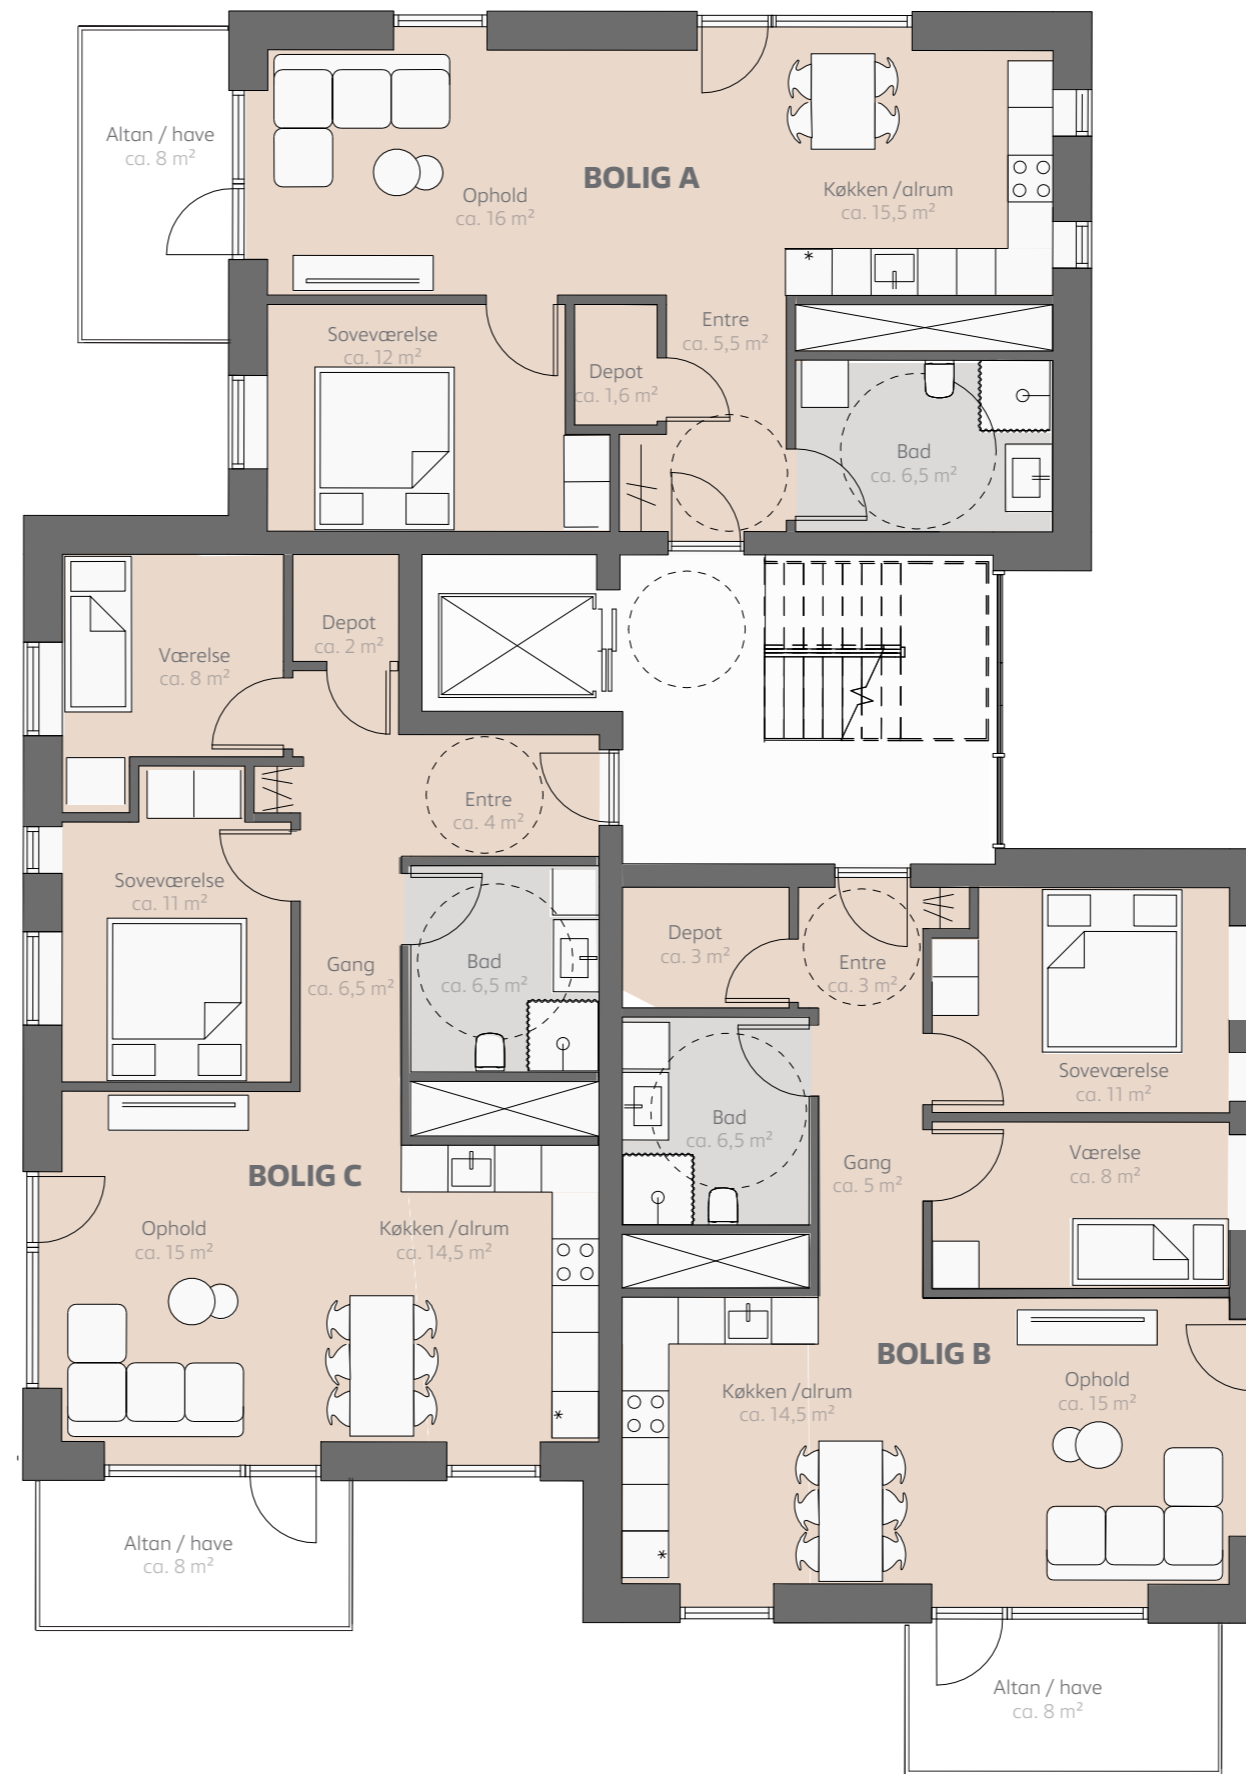 Altan / have
ca. 8 m²
BOLIG A
Ophold
ca. 16 m²
Køkken /alrum
ca. 15,5 m²
Soveværelse
ca. 12 m²
Entre
ca. 5,5 m²
Depot
ca. 1,6 m²
Bad
ca. 6,5 m²
Værelse
ca. 8 m²
Depot
ca. 2 m²
Entre
ca. 4 m²
Soveværelse
ca. 11 m²
Gang
ca. 6,5 m²
Bad
ca. 6,5 m²
BOLIG C
Ophold
ca. 15 m²
Køkken /alrum
ca. 14,5 m²
Altan / have
ca. 8 m²
Depot
ca. 3 m²
Entre
ca. 3 m²
Soveværelse
ca. 11 m²
Bad
ca. 6,5 m²
Gang
ca. 5 m²
Værelse
ca. 8 m²
BOLIG B
Køkken /alrum
ca. 14,5 m²
Ophold
ca. 15 m²
Altan / have
ca. 8 m²